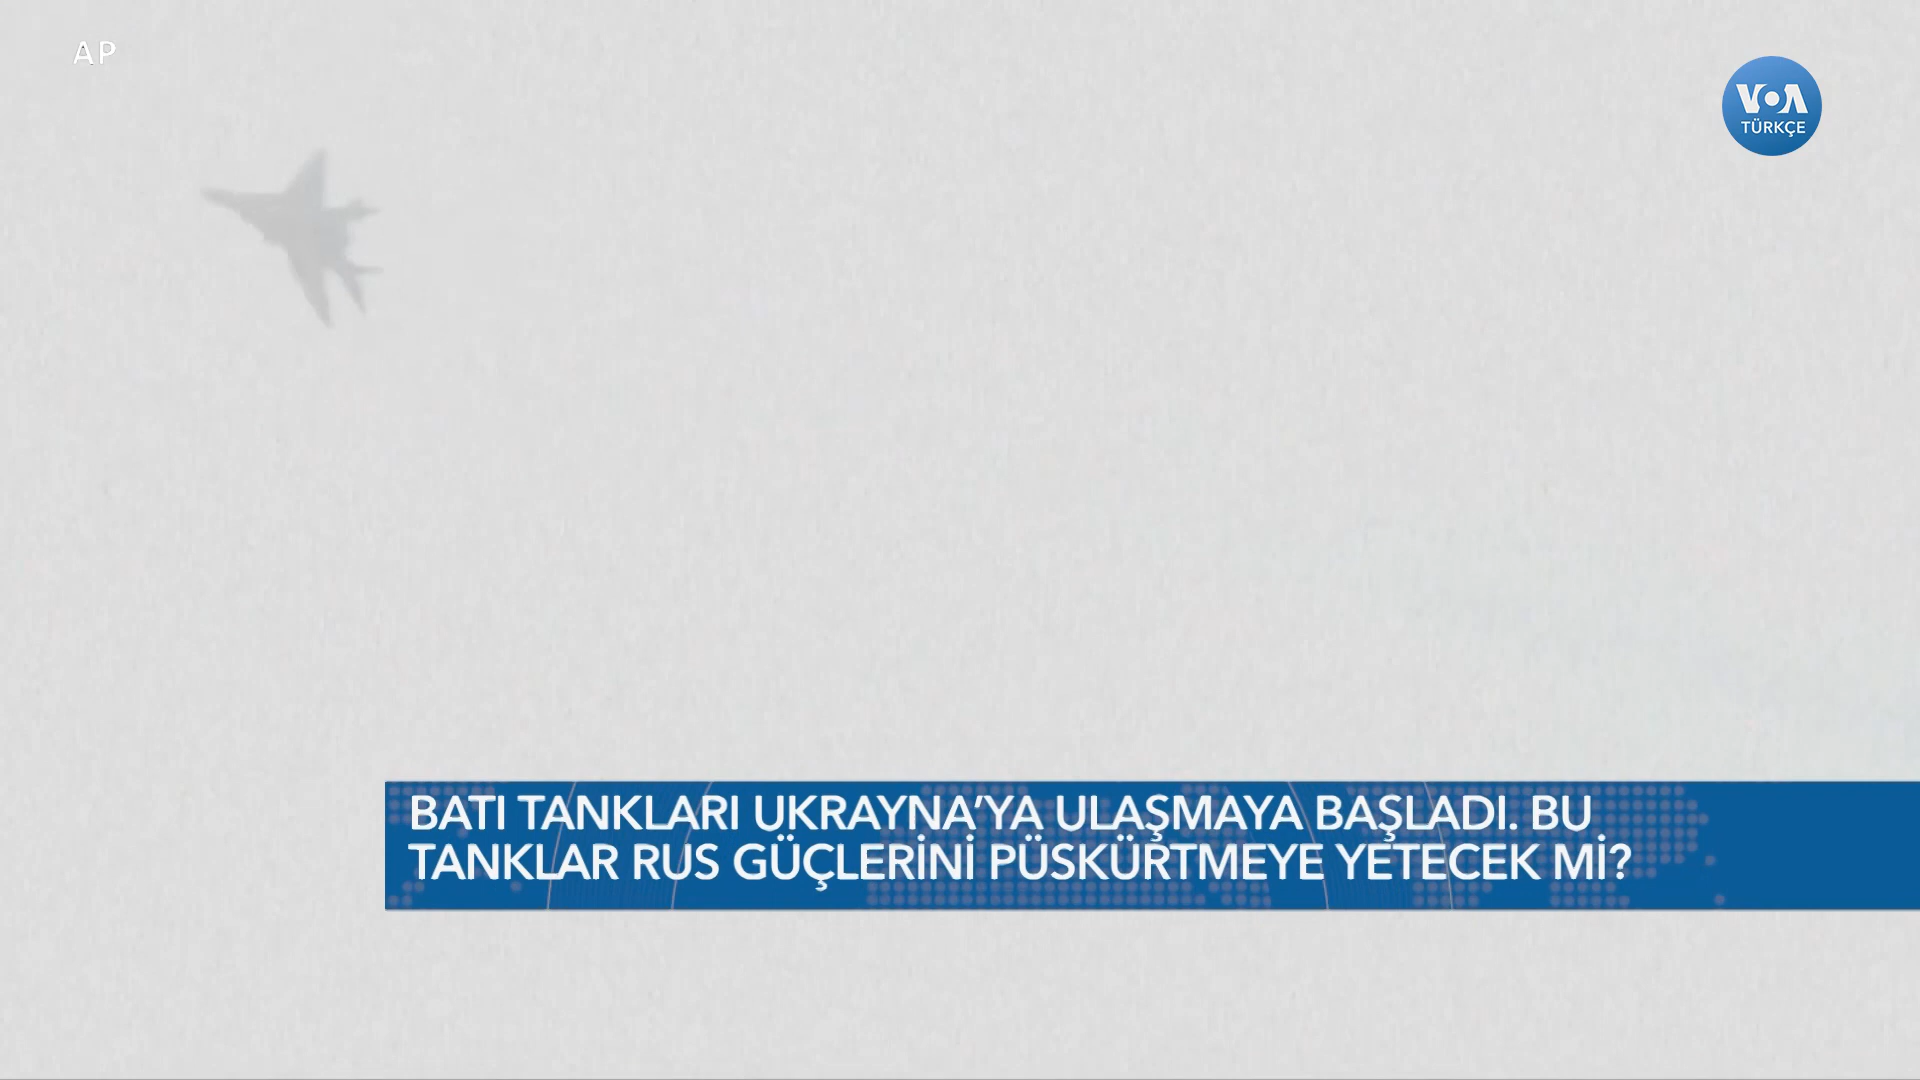 AP
VOA
TÜRKÇE
BATI TANKLARI UKRAYNA’YA ULAŞMAYA BAŞLADI. BU
TANKLAR RUS GÜÇLERİNİ PÜSKÜRTMEYE YETECEK Mİ?